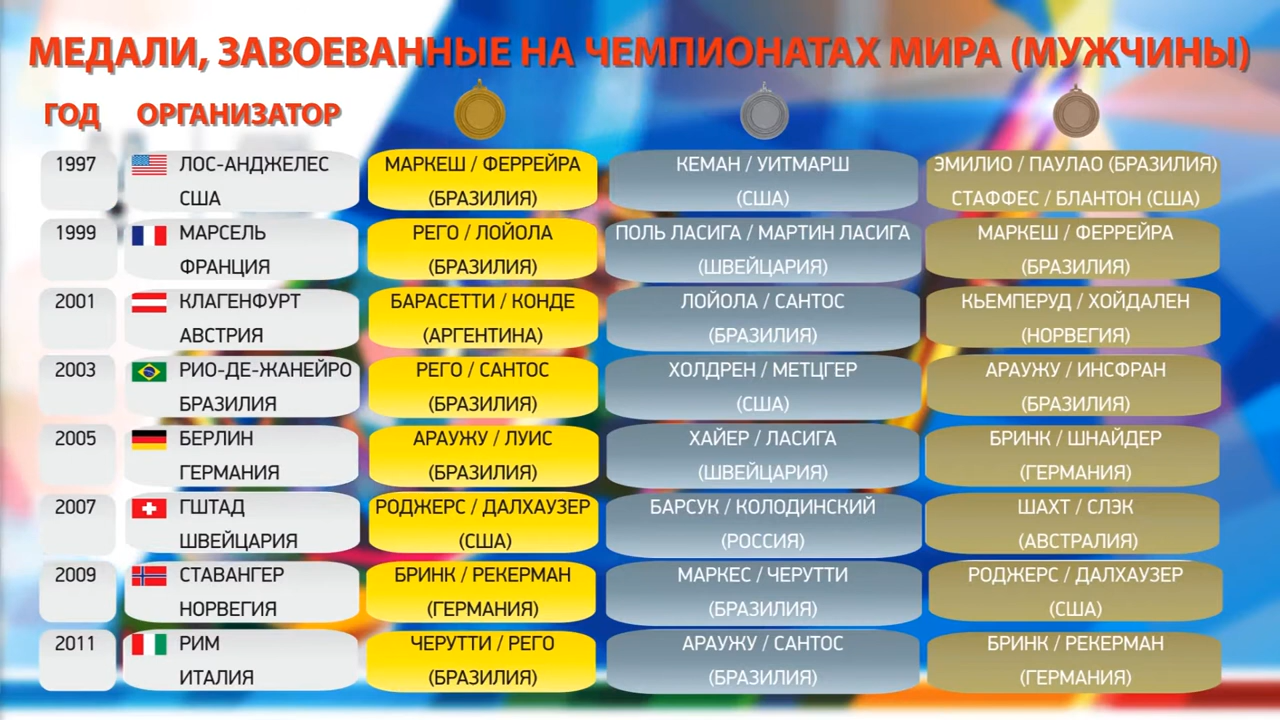 МЕДАЛИ, ЗАВОЕВАННЫЕ НА ЧЕМПИОНАТАХ МИРА (МУЖЧИНЫ)
ГОД ОРГАНИЗАТОР
1997 ЛОС-АНДЖЕЛЕС МАРКЕШ / ФЕРРЕЙРА КЕМАН / УИТМАРШ ЭМИЛИО / ПАУЛАО (БРАЗИЛИЯ)
США (БРАЗИЛИЯ) (США) СТАФФЕС / БЛАНТОН (США)
1999 МАРСЕЛЬ РЕГО / ЛОЙОЛА ПОЛЬ ЛАСИГА / МАРТИН ЛАСИГА МАРКЕШ / ФЕРРЕЙРА
ФРАНЦИЯ (БРАЗИЛИЯ) (ШВЕЙЦАРИЯ) (БРАЗИЛИЯ)
2001 КЛАГЕНФУРТ БАРАСЕТТИ / КОНДЕ ЛОЙОЛА / САНТОС КЬЕМПЕРУД / ХОЙДАЛЕН
АВСТРИЯ (АРГЕНТИНА) (БРАЗИЛИЯ) (НОРВЕГИЯ)
2003 РИО-ДЕ-ЖАНЕЙРО РЕГО / САНТОС ХОЛДРЕН / МЕТЦГЕР АРАУЖУ / ИНСФРАН
БРАЗИЛИЯ (БРАЗИЛИЯ) (США) (БРАЗИЛИЯ)
2005 БЕРЛИН АРАУЖУ / ЛУИС ХАЙЕР / ЛАСИГА БРИНК / ШНАЙДЕР
ГЕРМАНИЯ (БРАЗИЛИЯ) (ШВЕЙЦАРИЯ) (ГЕРМАНИЯ)
2007 ГШТАД РОДЖЕРС / ДАЛХАУЗЕР БАРСУК / КОЛОДИНСКИЙ ШАХТ / СЛЭК
ШВЕЙЦАРИЯ (США) (РОССИЯ) (АВСТРАЛИЯ)
2009 СТАВАНГЕР БРИНК / РЕКЕРМАН МАРКЕС / ЧЕРУТТИ РОДЖЕРС / ДАЛХАУЗЕР
НОРВЕГИЯ (ГЕРМАНИЯ) (БРАЗИЛИЯ) (США)
2011 РИМ ЧЕРУТТИ / РЕГО АРАУЖУ / САНТОС БРИНК / РЕКЕРМАН
ИТАЛИЯ (БРАЗИЛИЯ) (БРАЗИЛИЯ) (ГЕРМАНИЯ)